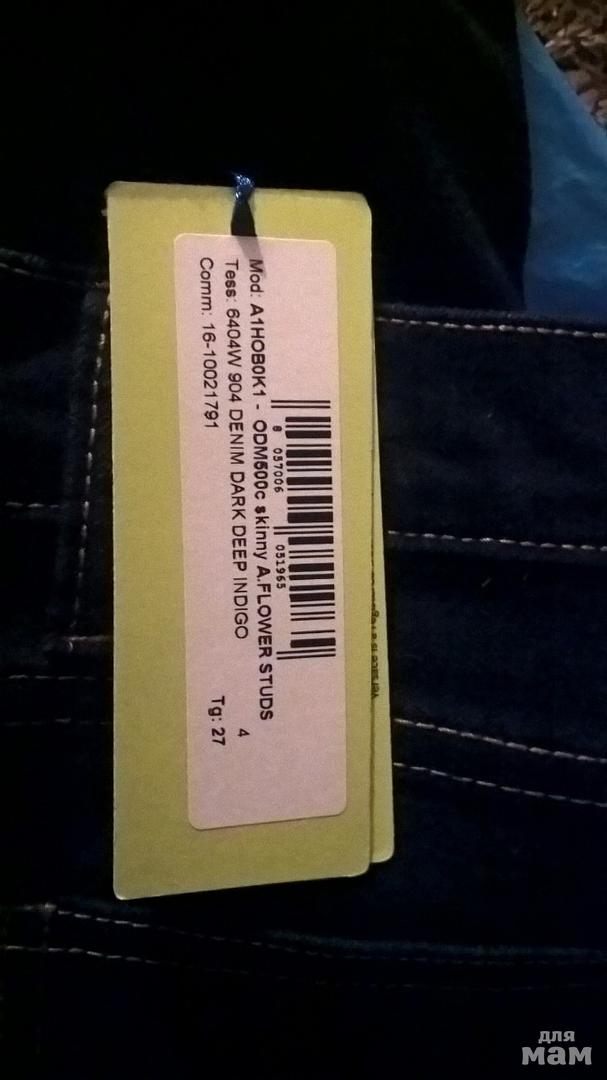 Mod: A1HOB0K1 - ODM500c skinny A.FLOWER STUDS
Tess: 6404W 904 DENIM DARK DEEP INDIGO 4
Comm: 16-10021791 Tg: 27
8 057006 051965
для
мам